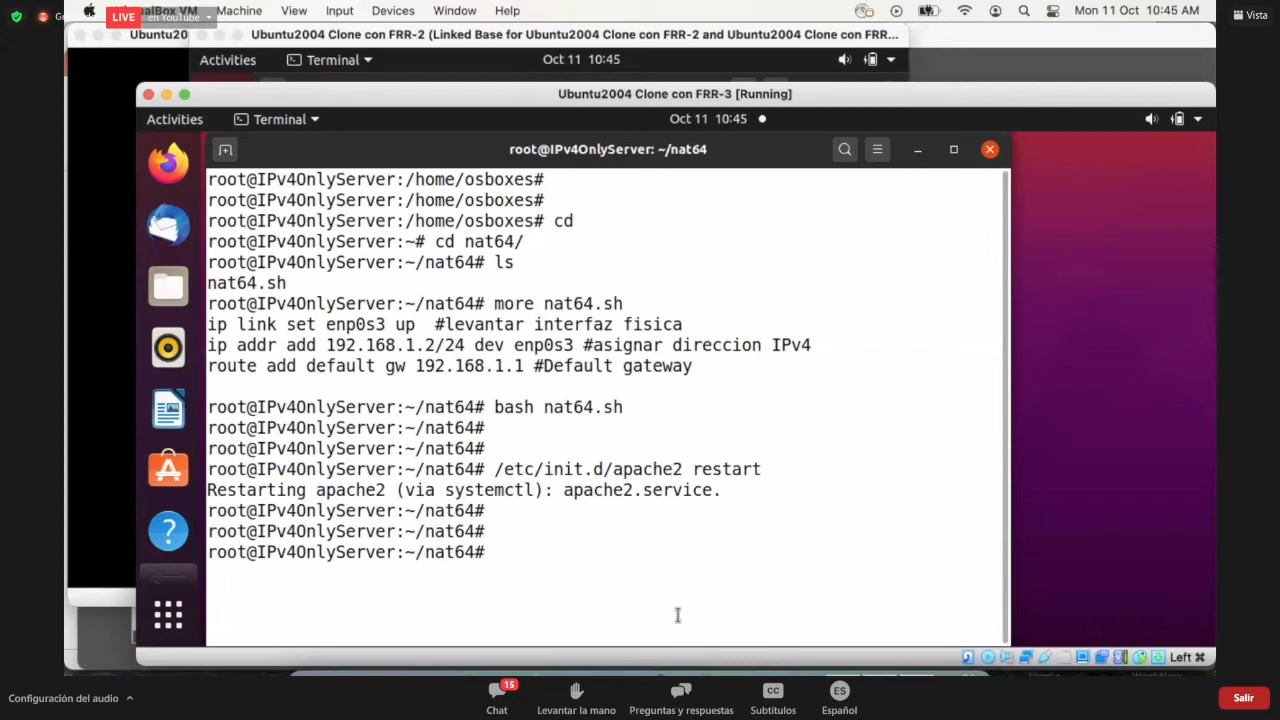 LIVE
en YouTube
Machine
View
Input
Devices
Window
Help
Mon 11 Oct 10:45 AM
Vista
Ubuntu20
Ubuntu2004 Clone con FRR-2 (Linked Base for Ubuntu2004 Clone con FRR-2 and Ubuntu2004 Clone con FRR...
Activities
Terminal
Oct 11 10:45
Ubuntu2004 Clone con FRR-3 [Running]
Activities
Terminal
Oct 11 10:45
root@IPv4OnlyServer: ~/nat64
root@IPv4OnlyServer:/home/osboxes#
root@IPv4OnlyServer:/home/osboxes#
root@IPv4OnlyServer:/home/osboxes# cd
root@IPv4OnlyServer:~# cd nat64/
root@IPv4OnlyServer:~/nat64# ls
nat64.sh
root@IPv4OnlyServer:~/nat64# more nat64.sh
ip link set enp0s3 up  #levantar interfaz fisica
ip addr add 192.168.1.2/24 dev enp0s3 #asignar direccion IPv4
route add default gw 192.168.1.1 #Default gateway
root@IPv4OnlyServer:~/nat64# bash nat64.sh
root@IPv4OnlyServer:~/nat64#
root@IPv4OnlyServer:~/nat64#
root@IPv4OnlyServer:~/nat64# /etc/init.d/apache2 restart
Restarting apache2 (via systemctl): apache2.service.
root@IPv4OnlyServer:~/nat64#
root@IPv4OnlyServer:~/nat64#
root@IPv4OnlyServer:~/nat64#
Left ⌘
Configuración del audio
15
Chat
Levantar la mano
Preguntas y respuestas
CC
Subtítulos
ES
Español
Salir